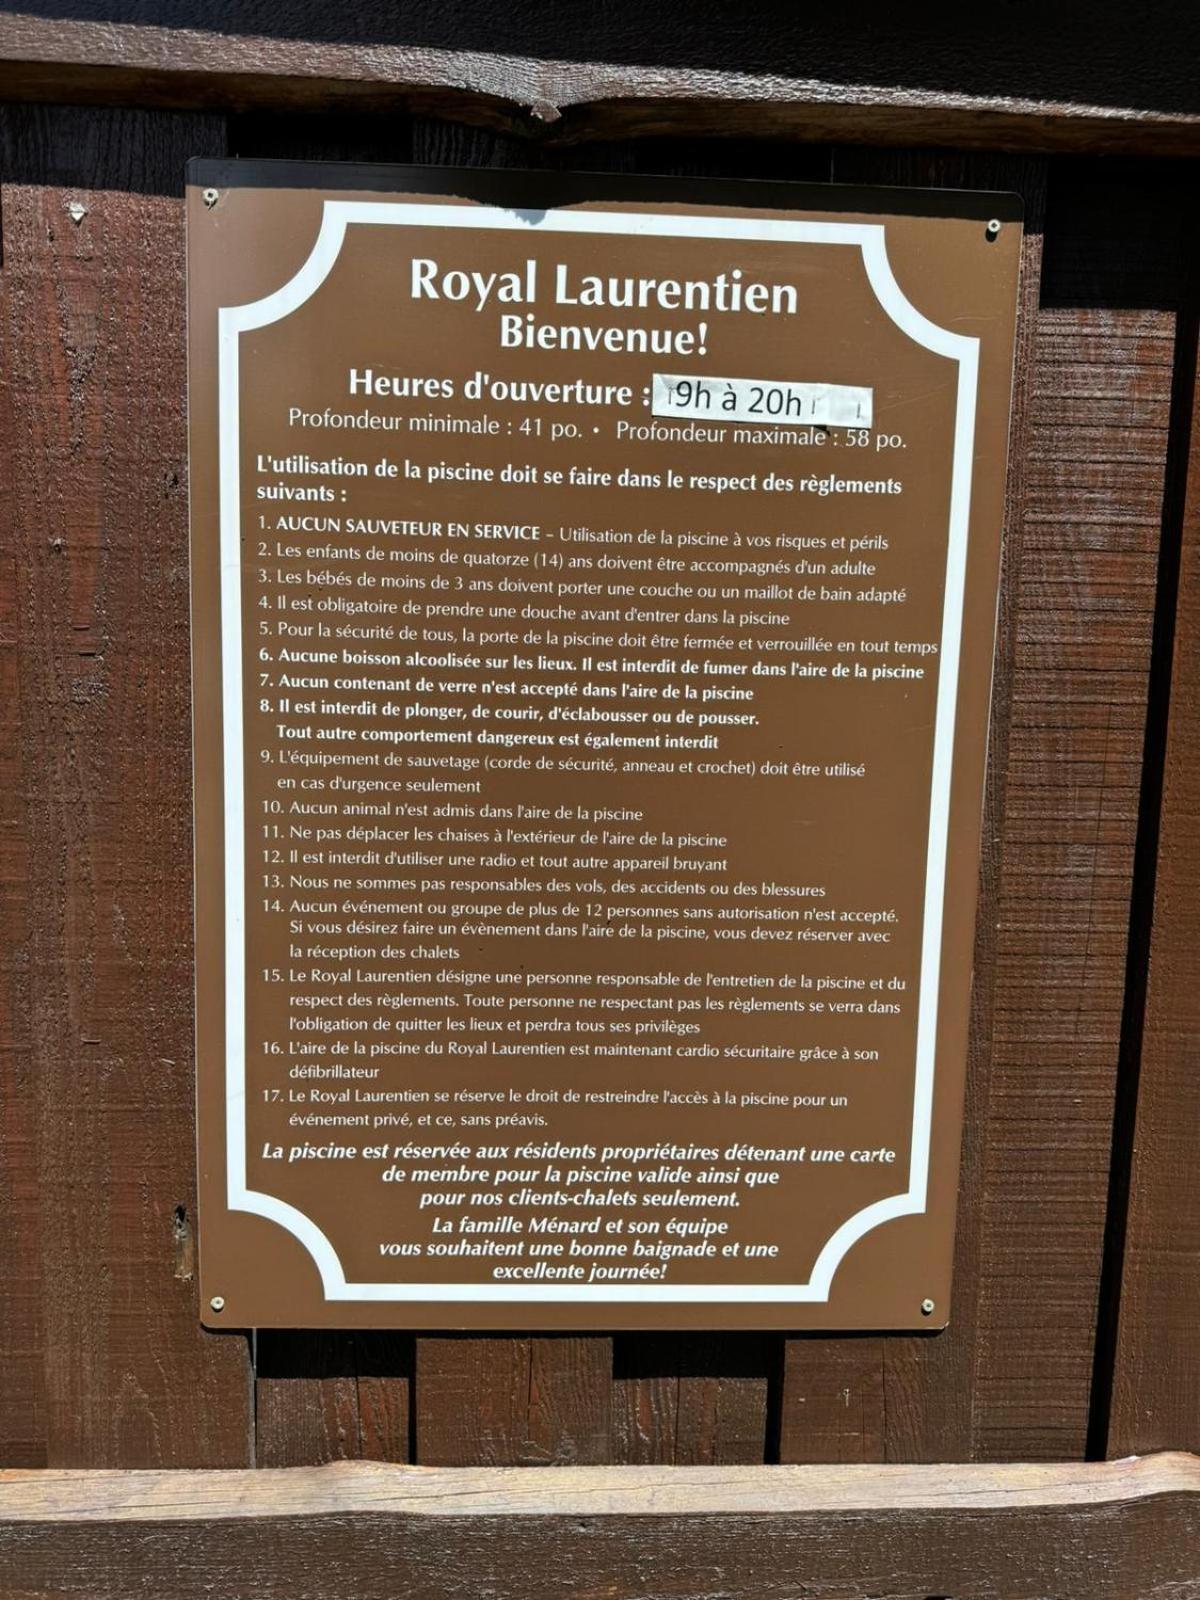 Royal Laurentien
Bienvenue!
Heures d'ouverture : 9h à 20h
Profondeur minimale : 41 po. • Profondeur maximale : 58 po.
L'utilisation de la piscine doit se faire dans le respect des règlements
suivants :
1. AUCUN SAUVETEUR EN SERVICE – Utilisation de la piscine à vos risques et périls
2. Les enfants de moins de quatorze (14) ans doivent être accompagnés d'un adulte
3. Les bébés de moins de 3 ans doivent porter une couche ou un maillot de bain adapté
4. Il est obligatoire de prendre une douche avant d'entrer dans la piscine
5. Pour la sécurité de tous, la porte de la piscine doit être fermée et verrouillée en tout temps
6. Aucune boisson alcoolisée sur les lieux. Il est interdit de fumer dans l'aire de la piscine
7. Aucun contenant de verre n'est accepté dans l'aire de la piscine
8. Il est interdit de plonger, de courir, d'éclabousser ou de pousser.
Tout autre comportement dangereux est également interdit
9. L'équipement de sauvetage (corde de sécurité, anneau et crochet) doit être utilisé
en cas d'urgence seulement
10. Aucun animal n'est admis dans l'aire de la piscine
11. Ne pas déplacer les chaises à l'extérieur de l'aire de la piscine
12. Il est interdit d'utiliser une radio et tout autre appareil bruyant
13. Nous ne sommes pas responsables des vols, des accidents ou des blessures
14. Aucun événement ou groupe de plus de 12 personnes sans autorisation n'est accepté.
Si vous désirez faire un évènement dans l'aire de la piscine, vous devez réserver avec
la réception des chalets
15. Le Royal Laurentien désigne une personne responsable de l'entretien de la piscine et du
respect des règlements. Toute personne ne respectant pas les règlements se verra dans
l'obligation de quitter les lieux et perdra tous ses privilèges
16. L'aire de la piscine du Royal Laurentien est maintenant cardio sécuritaire grâce à son
défibrillateur
17. Le Royal Laurentien se réserve le droit de restreindre l'accès à la piscine pour un
événement privé, et ce, sans préavis.
La piscine est réservée aux résidents propriétaires détenant une carte
de membre pour la piscine valide ainsi que
pour nos clients-chalets seulement.
La famille Ménard et son équipe
vous souhaitent une bonne baignade et une
excellente journée!